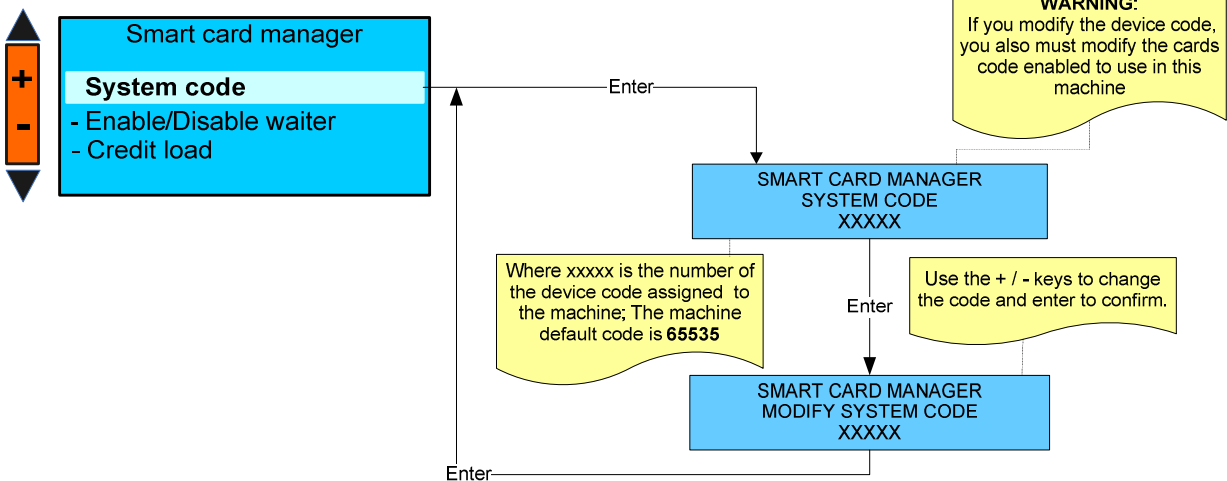 WARNING:
If you modify the device code,
you also must modify the cards
code enabled to use in this
machine
Smart card manager
System code
- Enable/Disable waiter
- Credit load
+
-
Enter
SMART CARD MANAGER
SYSTEM CODE
XXXXX
Where xxxxx is the number of
the device code assigned to
the machine; The machine
default code is 65535
Enter
Use the + / - keys to change
the code and enter to confirm.
SMART CARD MANAGER
MODIFY SYSTEM CODE
XXXXX
Enter